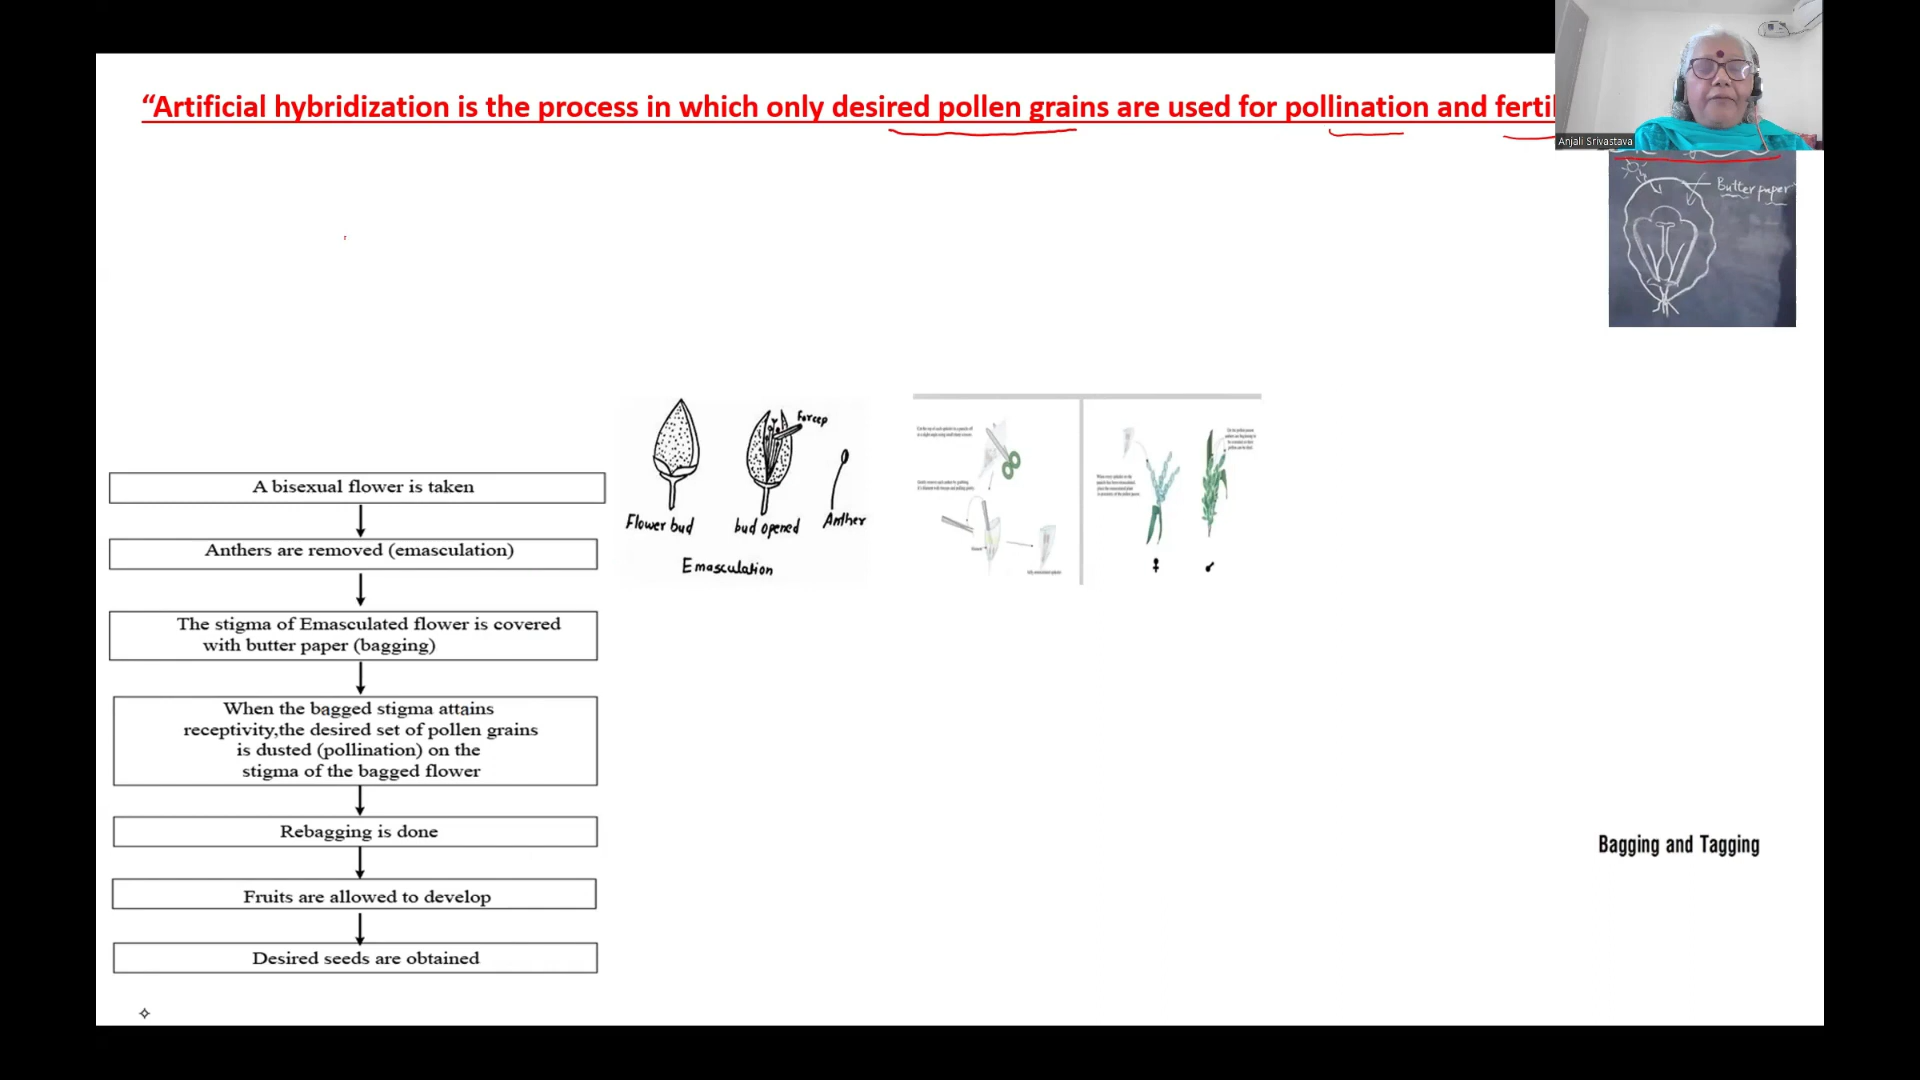 “Artificial hybridization is the process in which only desired pollen grains are used for pollination and fertil
Anjali Srivastava
Butter paper
Forcep
Flower bud
bud opened
Anther
Emasculation
A bisexual flower is taken
Anthers are removed (emasculation)
The stigma of Emasculated flower is covered
with butter paper (bagging)
When the bagged stigma attains
receptivity,the desired set of pollen grains
is dusted (pollination) on the
stigma of the bagged flower
Rebagging is done
Fruits are allowed to develop
Desired seeds are obtained
Bagging and Tagging